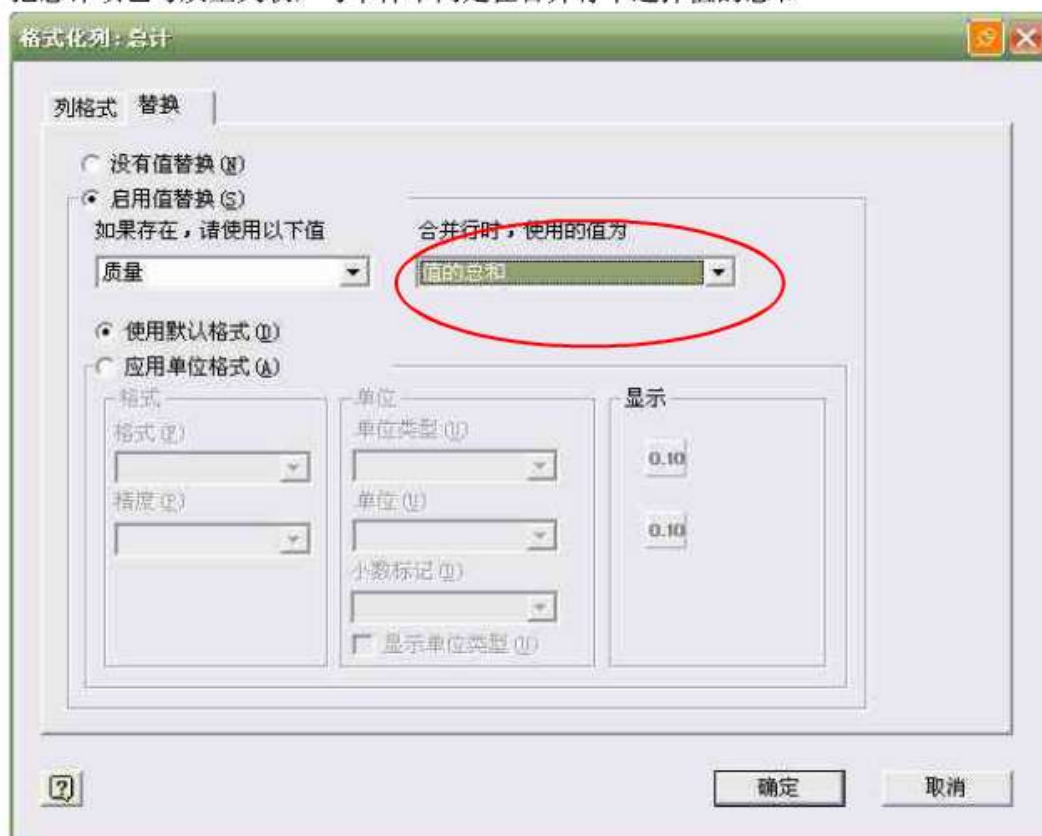 格式化列:总计
列格式 替换
没有值替换(N)
启用值替换(S)
如果存在,请使用以下值 合并行时,使用的值为
质量 值的总和
使用默认格式(D)
应用单位格式(A)
格式 单位 显示
格式(F) 单位类型(U)
0.10
精度(P) 单位(U)
0.10
小数标记(D)
显示单位类型(U)
确定 取消